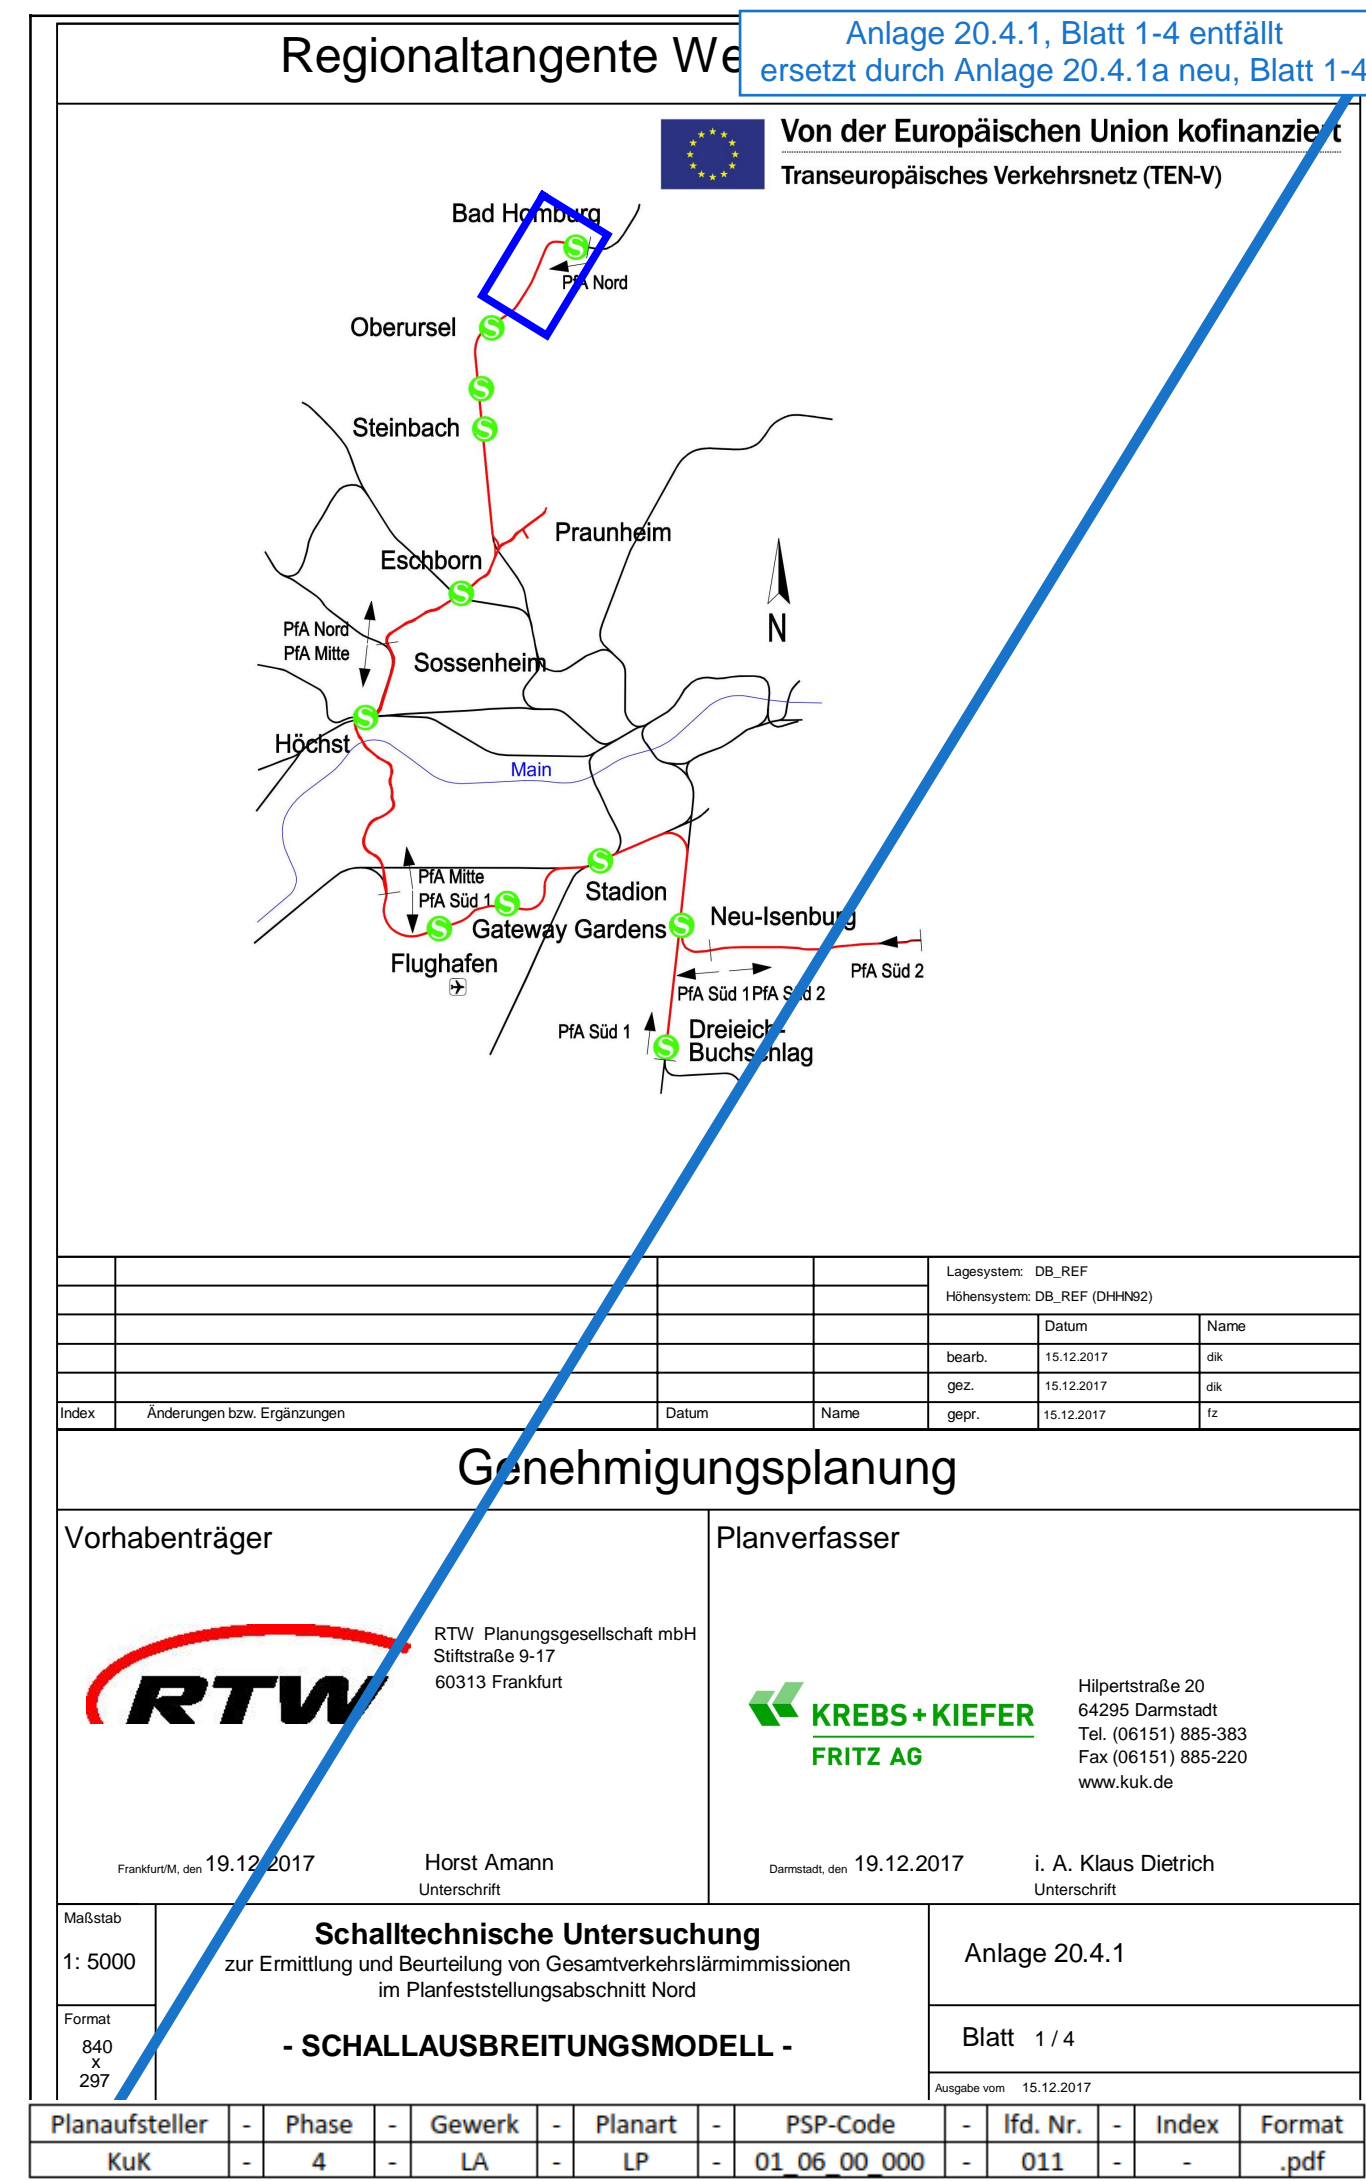 Regionaltangente We
Anlage 20.4.1, Blatt 1-4 entfällt
ersetzt durch Anlage 20.4.1a neu, Blatt 1-4
Von der Europäischen Union kofinanziert
Transeuropäisches Verkehrsnetz (TEN-V)
Bad Homburg
S
PfA Nord
Oberursel
S
S
Steinbach
S
Praunheim
Eschborn
S
N
PfA Nord
PfA Mitte
Sossenheim
S
Höchst
Main
S
PfA Mitte
PfA Süd 1
S
Stadion
Neu-Isenburg
S
Gateway Gardens
S
Flughafen
PfA Süd 2
PfA Süd 1
PfA Süd 2
PfA Süd 1
Dreieich-
S
Buchschlag
Lagesystem: DB_REF
Höhensystem: DB_REF (DHHN92)
Datum Name
bearb. 15.12.2017 dik
gez. 15.12.2017 dik
Index Änderungen bzw. Ergänzungen Datum Name gepr. 15.12.2017 fz
Genehmigungsplanung
Vorhabenträger
RTW
RTW Planungsgesellschaft mbH
Stiftstraße 9-17
60313 Frankfurt
Frankfurt/M, den 19.12.2017 Horst Amann
Unterschrift
Planverfasser
KREBS+KIEFER
FRITZ AG
Hilpertstraße 20
64295 Darmstadt
Tel. (06151) 885-383
Fax (06151) 885-220
www.kuk.de
Darmstadt, den 19.12.2017 i. A. Klaus Dietrich
Unterschrift
Maßstab
1: 5000
Format
840
x
297
Schalltechnische Untersuchung
zur Ermittlung und Beurteilung von Gesamtverkehrslärmimmissionen
im Planfeststellungsabschnitt Nord
- SCHALLAUSBREITUNGSMODELL -
Anlage 20.4.1
Blatt 1 / 4
Ausgabe vom 15.12.2017
Planaufsteller - Phase - Gewerk - Planart - PSP-Code - lfd. Nr. - Index Format
KuK - 4 - LA - LP - 01_06_00_000 - 011 - - .pdf